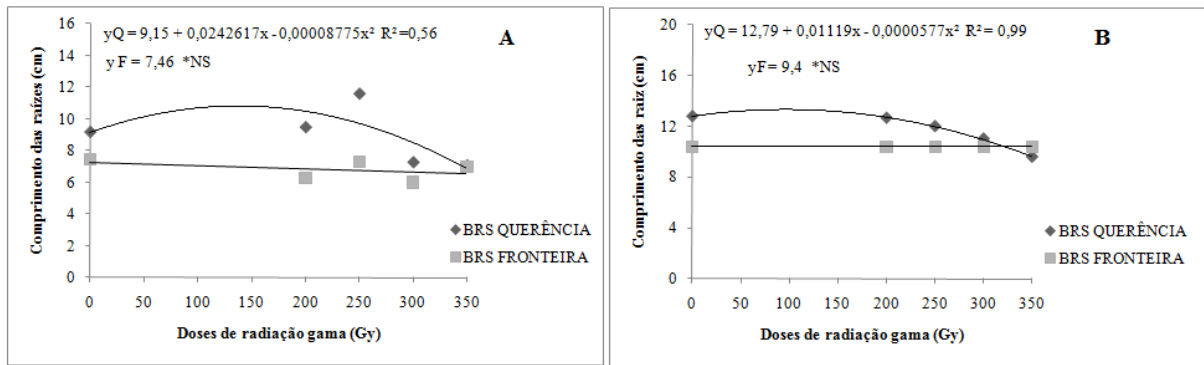 yQ = 9,15 + 0,0242617x - 0,00008775x² R²=0,56
A
y F = 7,46 *NS
Comprimento das raízes (cm)
16
14
12
10
8
6
4
2
0
0 50 100 150 200 250 300 350
Doses de radiação gama (Gy)
BRS QUERÊNCIA
BRS FRONTEIRA
yQ = 12,79 + 0,01119x - 0,0000577x² R²= 0,99
B
yF= 9,4 *NS
Comprimento das raiz (cm)
20
16
12
8
4
0
0 50 100 150 200 250 300 350
Doses de radiação gama (Gy)
BRS QUERÊNCIA
BRS FRONTEIRA